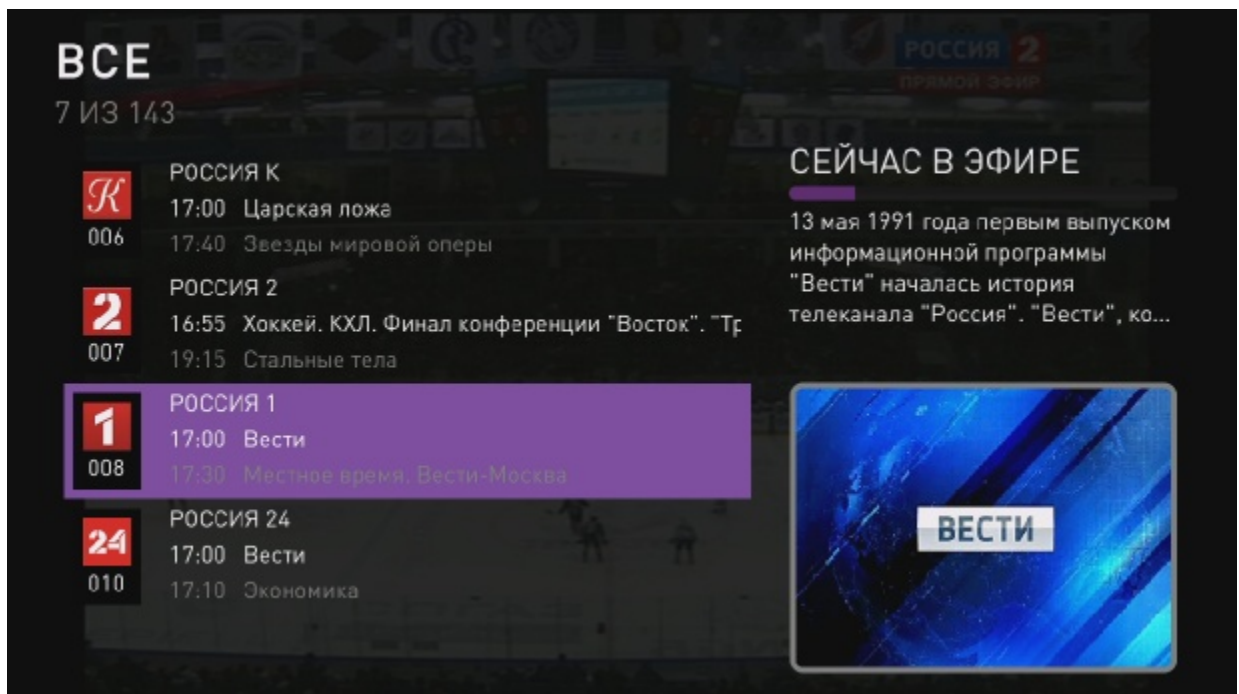 ВСЕ
7 ИЗ 143
РОССИЯ 2
ПРЯМОЙ ЭФИР
К
006
РОССИЯ К
17:00 Царская ложа
17:40 Звезды мировой оперы
2
007
РОССИЯ 2
16:55 Хоккей. КХЛ. Финал конференции "Восток". "Тр
19:15 Стальные тела
1
008
РОССИЯ 1
17:00 Вести
17:30 Местное время. Вести-Москва
24
010
РОССИЯ 24
17:00 Вести
17:10 Экономика
СЕЙЧАС В ЭФИРЕ
13 мая 1991 года первым выпуском
информационной программы
"Вести" началась история
телеканала "Россия". "Вести", ко...
ВЕСТИ